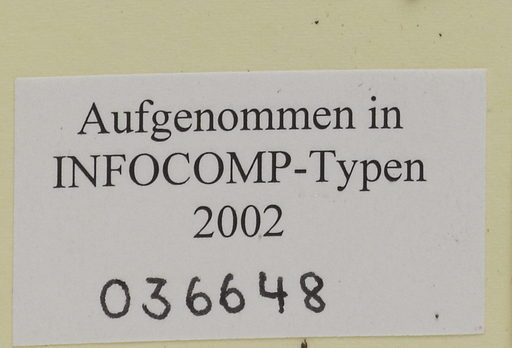 Aufgenommen in
INFOCOMP-Typen
2002
036648